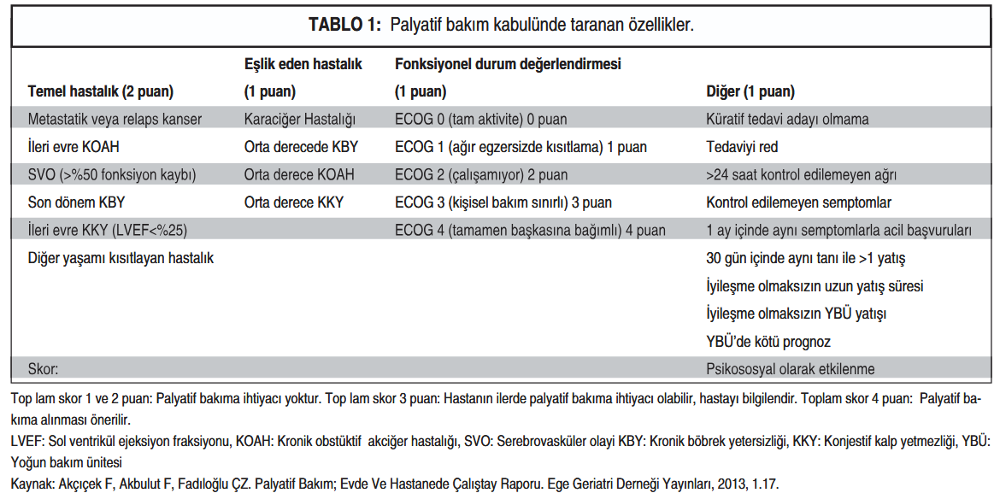 TABLO 1: Palyatif bakım kabulünde taranan özellikler.
Eşlik eden hastalık Fonksiyonel durum değerlendirmesi
Temel hastalık (2 puan) (1 puan) (1 puan) Diğer (1 puan)
Metastatik veya relaps kanser Karaciğer Hastalığı ECOG 0 (tam aktivite) 0 puan Küratif tedavi adayı olmama
İleri evre KOAH Orta derecede KBY ECOG 1 (ağır egzersizde kısıtlama) 1 puan Tedaviyi red
SVO (>%50 fonksiyon kaybı) Orta derece KOAH ECOG 2 (çalışamıyor) 2 puan >24 saat kontrol edilemeyen ağrı
Son dönem KBY Orta derece KKY ECOG 3 (kişisel bakım sınırlı) 3 puan Kontrol edilemeyen semptomlar
İleri evre KKY (LVEF<%25) ECOG 4 (tamamen başkasına bağımlı) 4 puan 1 ay içinde aynı semptomlarla acil başvuruları
Diğer yaşamı kısıtlayan hastalık 30 gün içinde aynı tanı ile >1 yatış
İyileşme olmaksızın uzun yatış süresi
İyileşme olmaksızın YBÜ yatışı
YBÜ'de kötü prognoz
Skor: Psikososyal olarak etkilenme
Top lam skor 1 ve 2 puan: Palyatif bakıma ihtiyacı yoktur. Top lam skor 3 puan: Hastanın ilerde palyatif bakıma ihtiyacı olabilir, hastayı bilgilendir. Toplam skor 4 puan: Palyatif ba-
kıma alınması önerilir.
LVEF: Sol ventrikül ejeksiyon fraksiyonu, KOAH: Kronik obstüktif akciğer hastalığı, SVO: Serebrovasküler olayi KBY: Kronik böbrek yetersizliği, KKY: Konjestif kalp yetmezliği, YBÜ:
Yoğun bakım ünitesi
Kaynak: Akçıçek F, Akbulut F, Fadıloğlu ÇZ. Palyatif Bakım; Evde Ve Hastanede Çalıştay Raporu. Ege Geriatri Derneği Yayınları, 2013, 1.17.